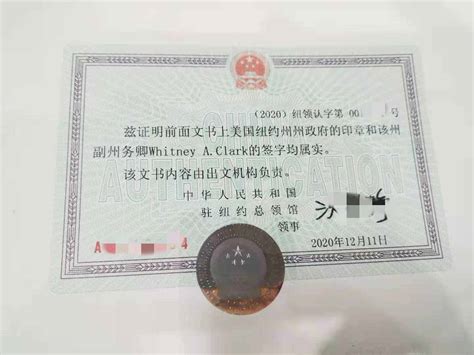 (2020) 纽领认字第 00 号
兹证明前面文书上美国纽约州州政府的印章和该州
副州务卿Whitney A.Clark的签字均属实。
该文书内容由出文机构负责。
中华人民共和国
驻纽约总领馆
领事
A 4
2020年12月11日
AUTHENTICATION